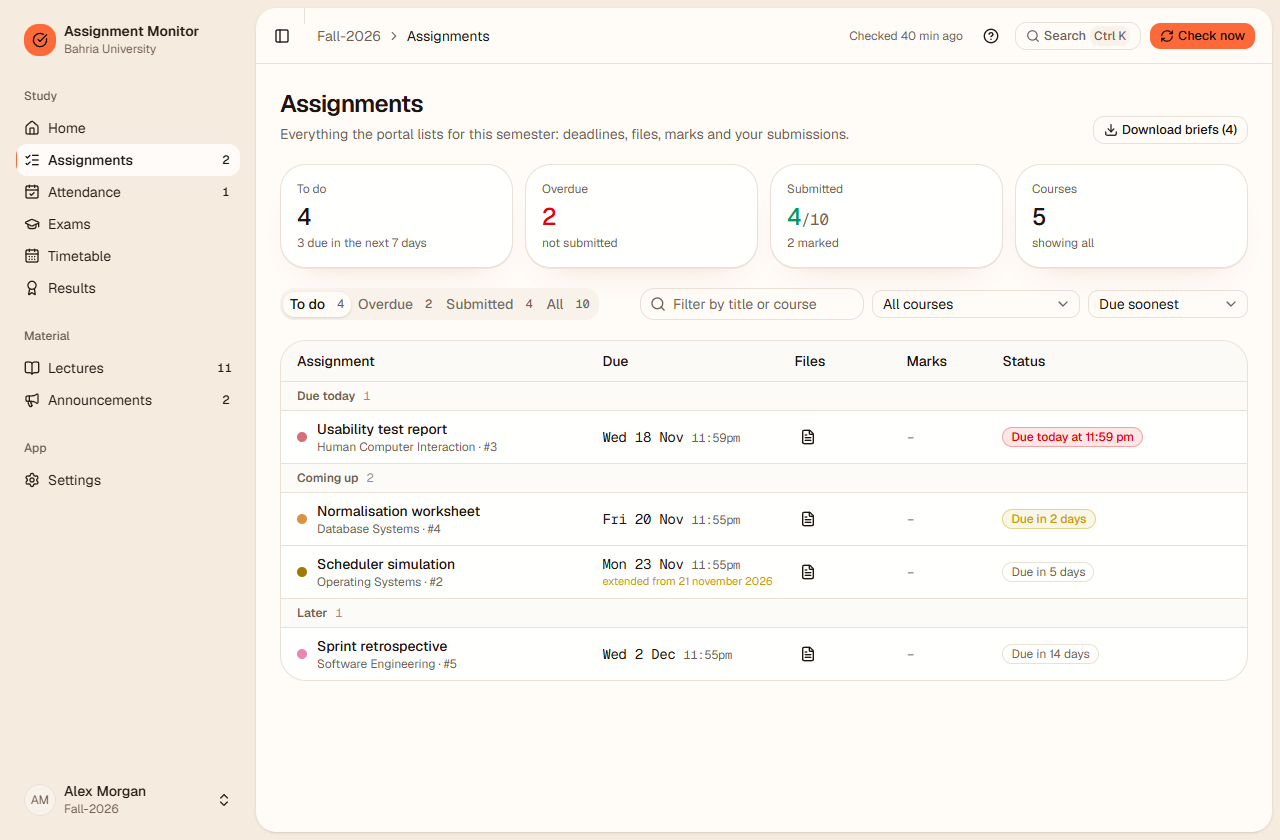 Assignment Monitor
Bahria University
Study
Home
Assignments 2
Attendance 1
Exams
Timetable
Results
Material
Lectures 11
Announcements 2
App
Settings
AM
Alex Morgan
Fall-2026
Fall-2026 > Assignments
Checked 40 min ago
Search Ctrl K
Check now
Assignments
Everything the portal lists for this semester: deadlines, files, marks and your submissions.
Download briefs (4)
To do
4
3 due in the next 7 days
Overdue
2
not submitted
Submitted
4/10
2 marked
Courses
5
showing all
To do 4 Overdue 2 Submitted 4 All 10
Filter by title or course
All courses
Due soonest
Assignment Due Files Marks Status
Due today 1
Usability test report
Human Computer Interaction · #3
Wed 18 Nov 11:59pm
–
Due today at 11:59 pm
Coming up 2
Normalisation worksheet
Database Systems · #4
Fri 20 Nov 11:55pm
–
Due in 2 days
Scheduler simulation
Operating Systems · #2
Mon 23 Nov 11:55pm
extended from 21 november 2026
–
Due in 5 days
Later 1
Sprint retrospective
Software Engineering · #5
Wed 2 Dec 11:55pm
–
Due in 14 days